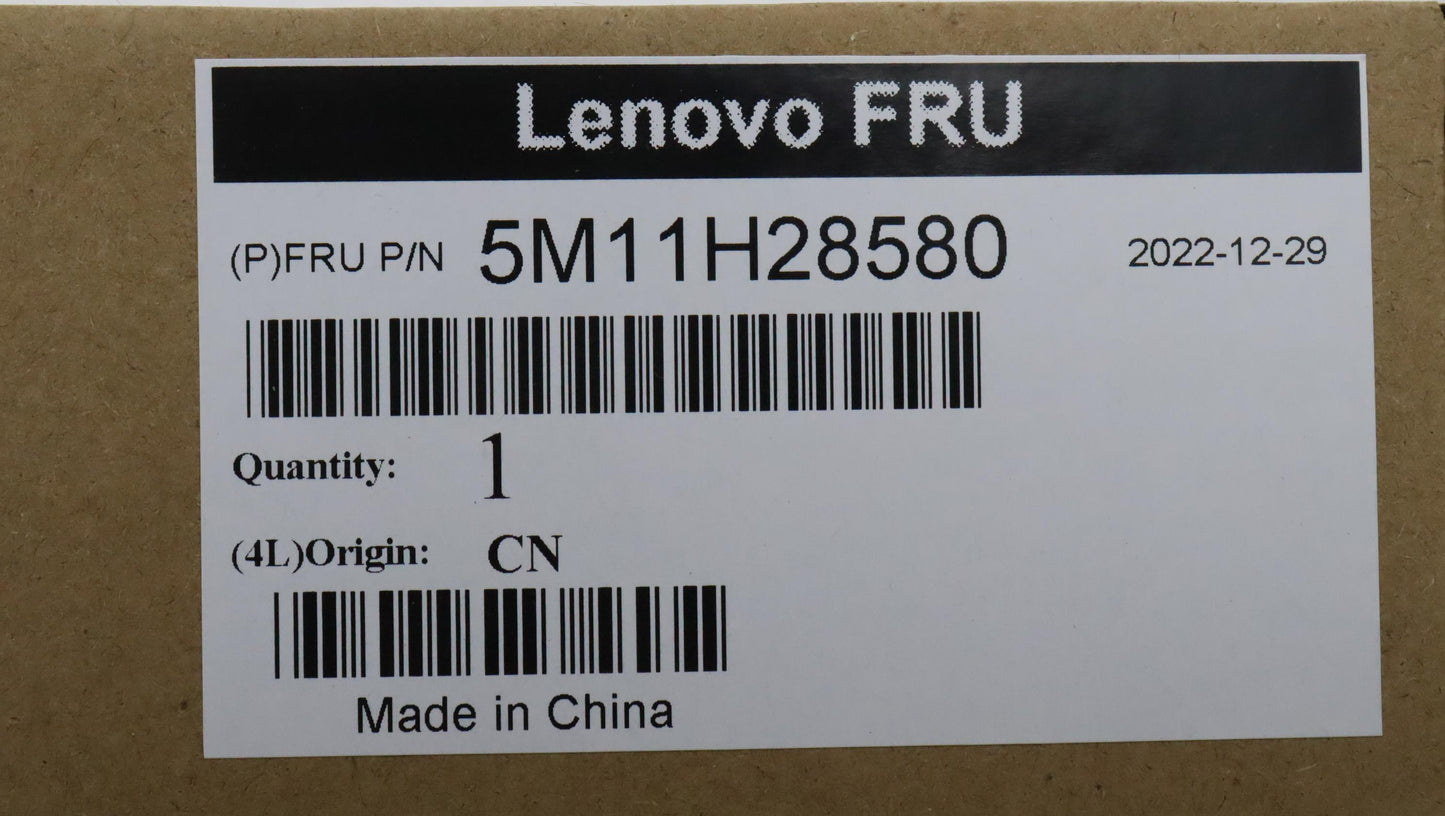 Lenovo FRU
(P)FRU P/N 5M11H28580 2022-12-29
Quantity: 1
(4L)Origin: CN
Made in China